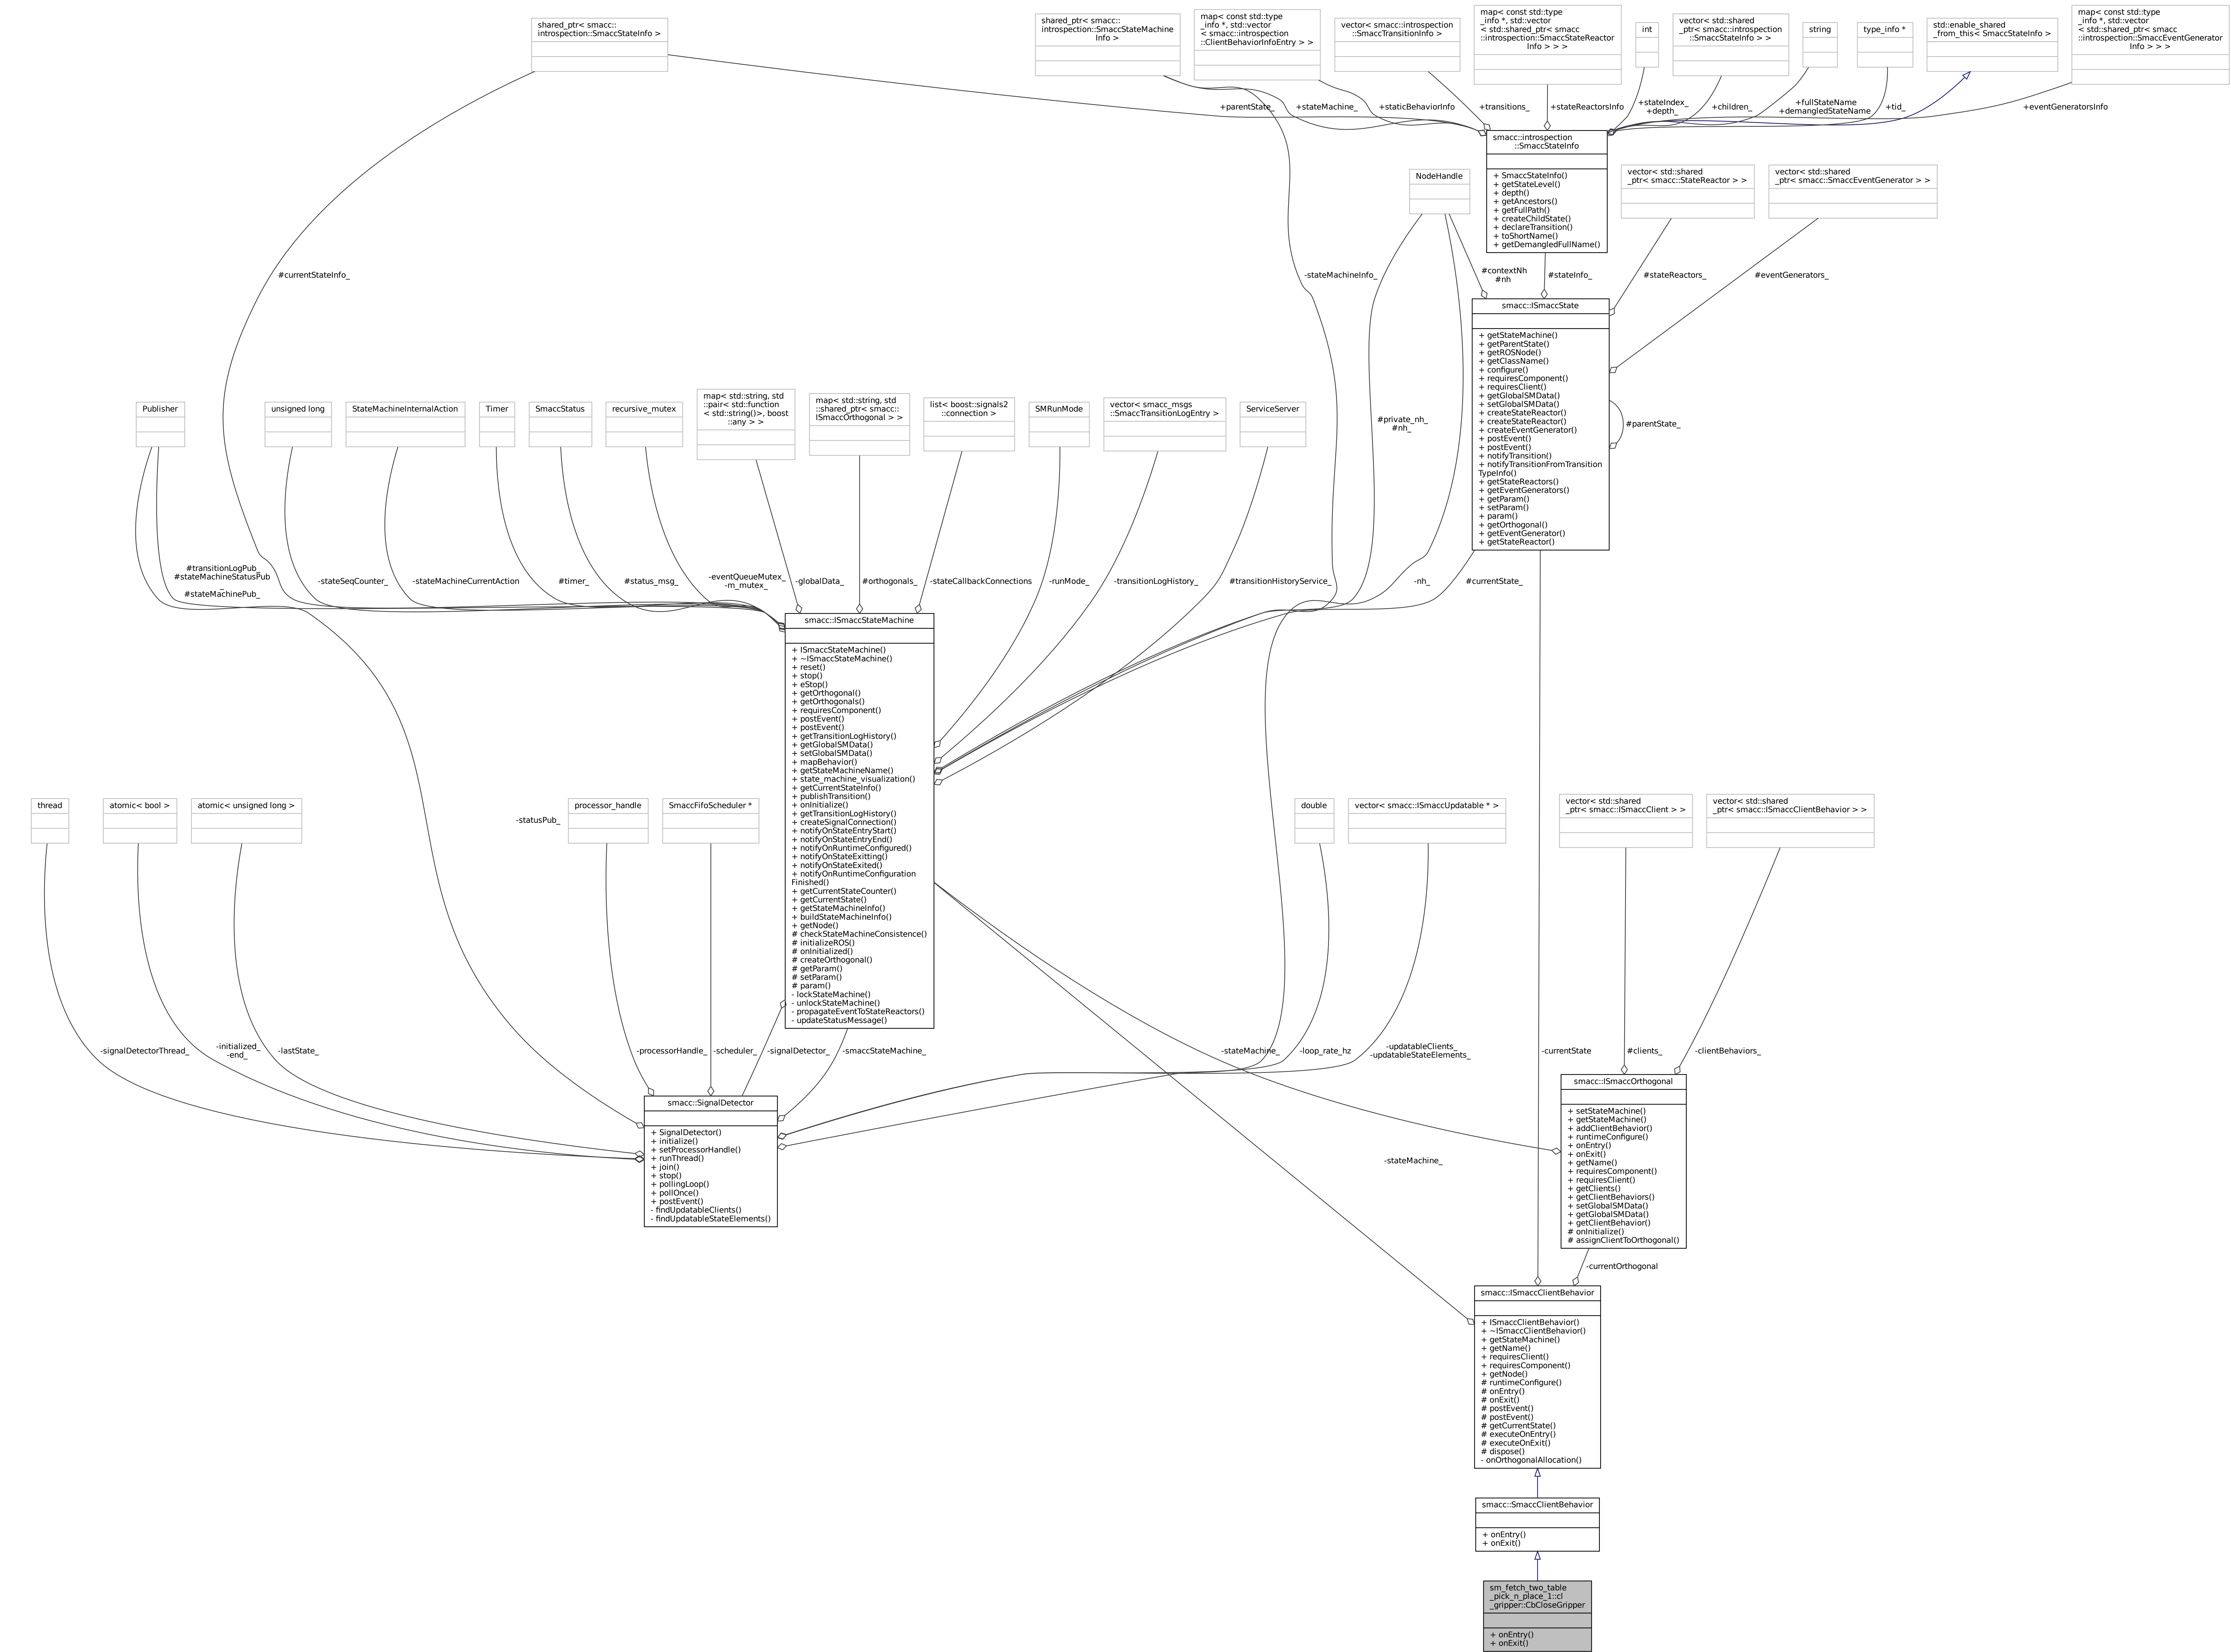 shared_ptr< smacc::
introspection::SmaccStateInfo >
shared_ptr< smacc::
introspection::SmaccStateMachine
Info >
map< const std::type
_info *, std::vector
< smacc::introspection
::ClientBehaviorInfoEntry > >
vector< smacc::introspection
::SmaccTransitionInfo >
map< const std::type
_info *, std::vector
< std::shared_ptr< smacc
::introspection::SmaccStateReactor
Info > > >
int
vector< std::shared
_ptr< smacc::introspection
::SmaccStateInfo > >
string
type_info *
std::enable_shared
_from_this< SmaccStateInfo >
map< const std::type
_info *, std::vector
< std::shared_ptr< smacc
::introspection::SmaccEventGenerator
Info > > >
+parentState_
+stateMachine_
+staticBehaviorInfo
+transitions_
+stateReactorsInfo
+stateIndex_
+depth_
+children_
+fullStateName
+demangledStateName
+tid_
+eventGeneratorsInfo
smacc::introspection
::SmaccStateInfo
+ SmaccStateInfo()
+ getStateLevel()
+ depth()
+ getAncestors()
+ getFullPath()
+ createChildState()
+ declareTransition()
+ toShortName()
+ getDemangledFullName()
NodeHandle
vector< std::shared
_ptr< smacc::StateReactor > >
vector< std::shared
_ptr< smacc::SmaccEventGenerator > >
#currentStateInfo_
-stateMachineInfo_
#contextNh
#nh
#stateInfo_
#stateReactors_
#eventGenerators_
smacc::ISmaccState
+ getStateMachine()
+ getParentState()
+ getROSNode()
+ getClassName()
+ configure()
+ requiresComponent()
+ requiresClient()
+ getGlobalSMData()
+ setGlobalSMData()
+ createStateReactor()
+ createStateReactor()
+ createEventGenerator()
+ postEvent()
+ postEvent()
+ notifyTransition()
+ notifyTransitionFromTransition
TypeInfo()
+ getStateReactors()
+ getEventGenerators()
+ getParam()
+ setParam()
+ param()
+ getOrthogonal()
+ getEventGenerator()
+ getStateReactor()
#parentState_
#private_nh_
#nh_
Publisher
unsigned long
StateMachineInternalAction
Timer
SmaccStatus
recursive_mutex
map< std::string, std
::pair< std::function
< std::string()>, boost
::any > >
map< std::string, std
::shared_ptr< smacc::
ISmaccOrthogonal > >
list< boost::signals2
::connection >
SMRunMode
vector< smacc_msgs
::SmaccTransitionLogEntry >
ServiceServer
#transitionLogPub_
#stateMachineStatusPub
_
#stateMachinePub_
-stateSeqCounter_
-stateMachineCurrentAction
#timer_
#status_msg_
-eventQueueMutex_
-m_mutex_
-globalData_
#orthogonals_
-stateCallbackConnections
-runMode_
-transitionLogHistory_
#transitionHistoryService_
-nh_
#currentState_
smacc::ISmaccStateMachine
+ ISmaccStateMachine()
+ ~ISmaccStateMachine()
+ reset()
+ stop()
+ eStop()
+ getOrthogonal()
+ getOrthogonals()
+ requiresComponent()
+ postEvent()
+ postEvent()
+ getTransitionLogHistory()
+ getGlobalSMData()
+ setGlobalSMData()
+ mapBehavior()
+ getStateMachineName()
+ state_machine_visualization()
+ getCurrentStateInfo()
+ publishTransition()
+ onInitialize()
+ getTransitionLogHistory()
+ createSignalConnection()
+ notifyOnStateEntryStart()
+ notifyOnStateEntryEnd()
+ notifyOnRuntimeConfigured()
+ notifyOnStateExitting()
+ notifyOnStateExited()
+ notifyOnRuntimeConfiguration
Finished()
+ getCurrentStateCounter()
+ getCurrentState()
+ getStateMachineInfo()
+ buildStateMachineInfo()
+ getNode()
# checkStateMachineConsistence()
# initializeROS()
# onInitialized()
# createOrthogonal()
# getParam()
# setParam()
# param()
- lockStateMachine()
- unlockStateMachine()
- propagateEventToStateReactors()
- updateStatusMessage()
thread
atomic< bool >
atomic< unsigned long >
-statusPub_
processor_handle
SmaccFifoScheduler *
double
vector< smacc::ISmaccUpdatable * >
vector< std::shared
_ptr< smacc::ISmaccClient > >
vector< std::shared
_ptr< smacc::ISmaccClientBehavior > >
-signalDetectorThread_
-initialized_
-end_
-lastState_
-processorHandle_
-scheduler_
-signalDetector_
-smaccStateMachine_
-stateMachine_
-loop_rate_hz
-updatableClients_
-updatableStateElements_
-currentState
#clients_
-clientBehaviors_
smacc::SignalDetector
+ SignalDetector()
+ initialize()
+ setProcessorHandle()
+ runThread()
+ join()
+ stop()
+ pollingLoop()
+ pollOnce()
+ postEvent()
- findUpdatableClients()
- findUpdatableStateElements()
smacc::ISmaccOrthogonal
+ setStateMachine()
+ getStateMachine()
+ addClientBehavior()
+ runtimeConfigure()
+ onEntry()
+ onExit()
+ getName()
+ requiresComponent()
+ requiresClient()
+ getClients()
+ getClientBehaviors()
+ setGlobalSMData()
+ getGlobalSMData()
+ getClientBehavior()
# onInitialize()
# assignClientToOrthogonal()
-stateMachine_
-currentOrthogonal
smacc::ISmaccClientBehavior
+ ISmaccClientBehavior()
+ ~ISmaccClientBehavior()
+ getStateMachine()
+ getName()
+ requiresClient()
+ requiresComponent()
+ getNode()
# runtimeConfigure()
# onEntry()
# onExit()
# postEvent()
# postEvent()
# getCurrentState()
# executeOnEntry()
# executeOnExit()
# dispose()
- onOrthogonalAllocation()
smacc::SmaccClientBehavior
+ onEntry()
+ onExit()
sm_fetch_two_table
_pick_n_place_1::cl
_gripper::CbCloseGripper
+ onEntry()
+ onExit()